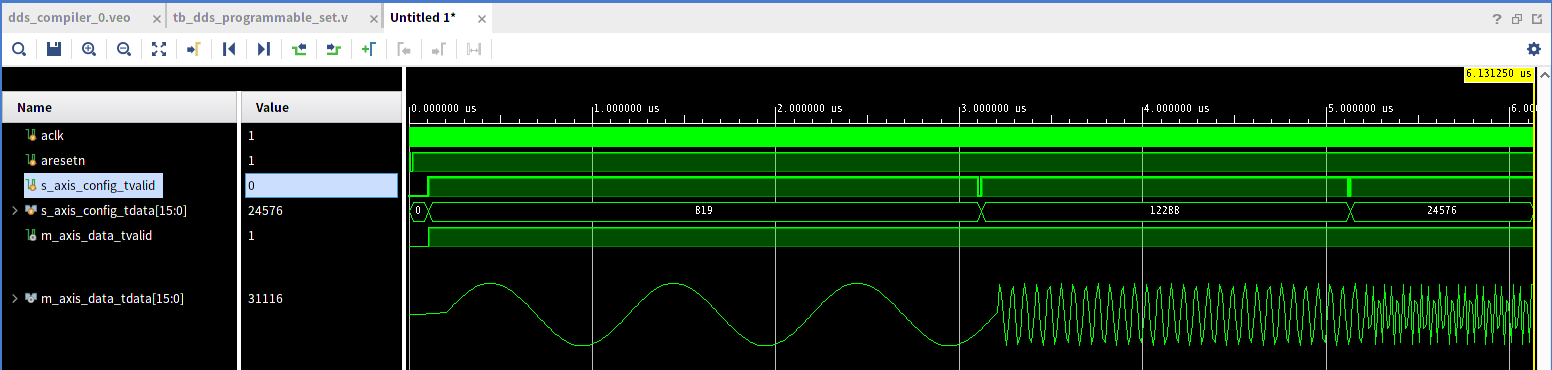 dds_compiler_0.veo × tb_dds_programmable_set.v × Untitled 1* ×
6.131250 us
Name Value
0.000000 us 1.000000 us 2.000000 us 3.000000 us 4.000000 us 5.000000 us 6.00
aclk 1
aresetn 1
s_axis_config_tvalid 0
s_axis_config_tdata[15:0] 24576 0 819 12288 24576
m_axis_data_tvalid 1
m_axis_data_tdata[15:0] 31116